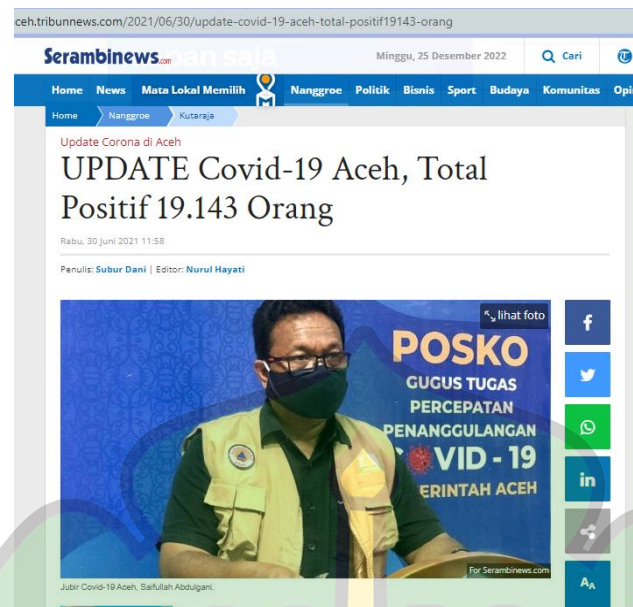 ceh.tribunnews.com/2021/06/30/update-covid-19-aceh-total-positif19143-orang
Serambinews.com
Minggu, 25 Desember 2022
Cari
Home News Mata Lokal Memilih Nanggroe Politik Bisnis Sport Budaya Komunitas Opi
Home Nanggroe Kutaraja
Update Corona di Aceh
UPDATE Covid-19 Aceh, Total
Positif 19.143 Orang
Rabu, 30 Juni 2021 11:58
Penulis: Subur Dani | Editor: Nurul Hayati
lihat foto
POSKO
GUGUS TUGAS
PERCEPATAN
PENANGGULANGAN
COVID - 19
ERINTAH ACEH
For Serambinews.com
Jubir Covid-19 Aceh, Saifullah Abdulgani.